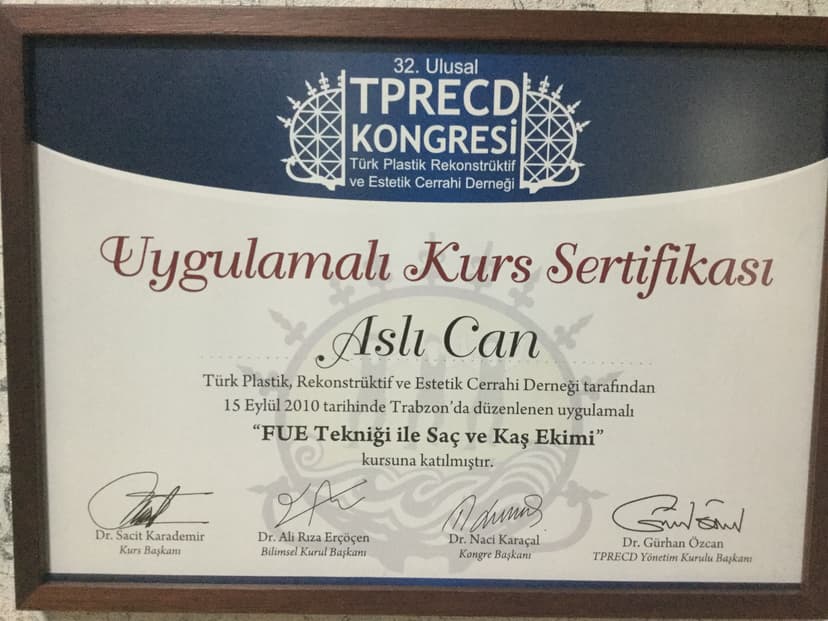 32. Ulusal
TPRECD
KONGRESİ
Türk Plastik Rekonstrüktif
ve Estetik Cerrahi Derneği
Uygulamalı Kurs Sertifikası
Aslı Can
Türk Plastik, Rekonstrüktif ve Estetik Cerrahi Derneği tarafından
15 Eylül 2010 tarihinde Trabzon'da düzenlenen uygulamalı
“FUE Tekniği ile Saç ve Kaş Ekimi”
kursuna katılmıştır.
Dr. Sacit Karademir
Kurs Başkanı
Dr. Ali Rıza Erçöçen
Bilimsel Kurul Başkanı
Dr. Naci Karaçal
Kongre Başkanı
Dr. Gürhan Özcan
TPRECD Yönetim Kurulu Başkanı